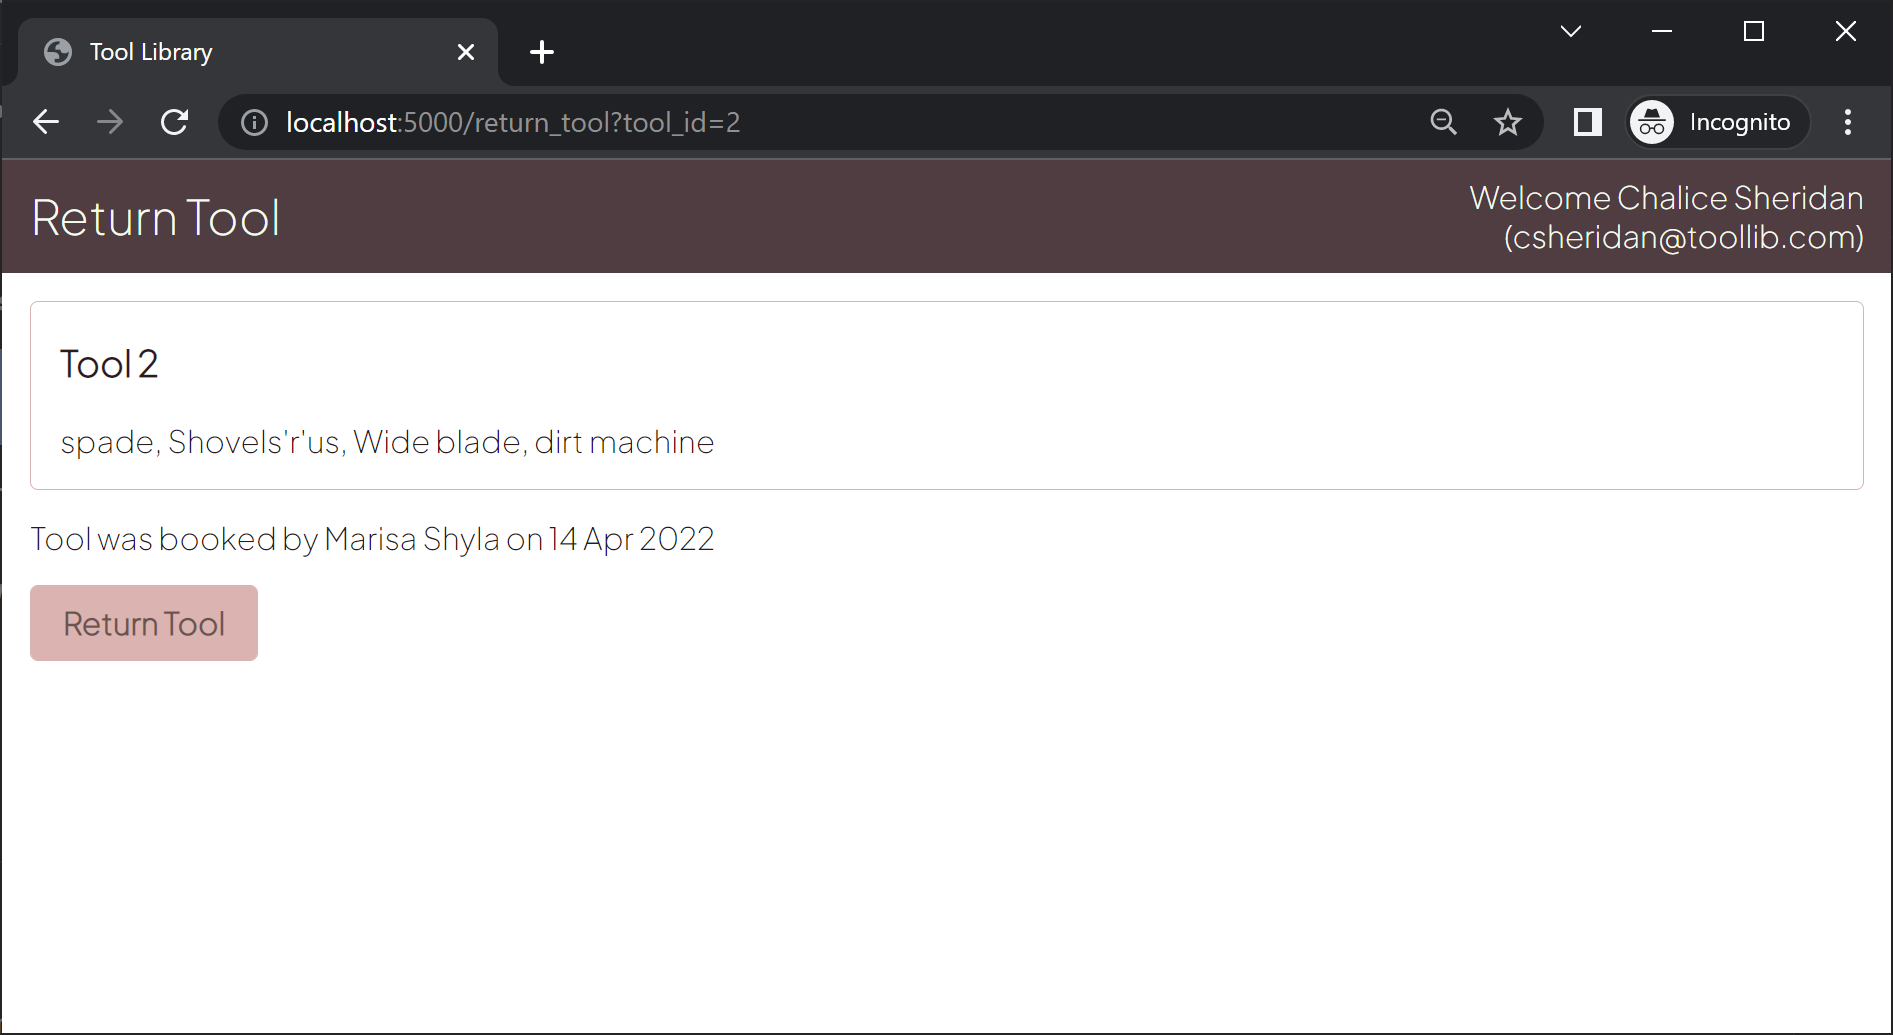 Tool Library
localhost:5000/return_tool?tool_id=2
Incognito
Return Tool
Welcome Chalice Sheridan
(csheridan@toollib.com)
Tool 2
spade, Shovels'r'us, Wide blade, dirt machine
Tool was booked by Marisa Shyla on 14 Apr 2022
Return Tool